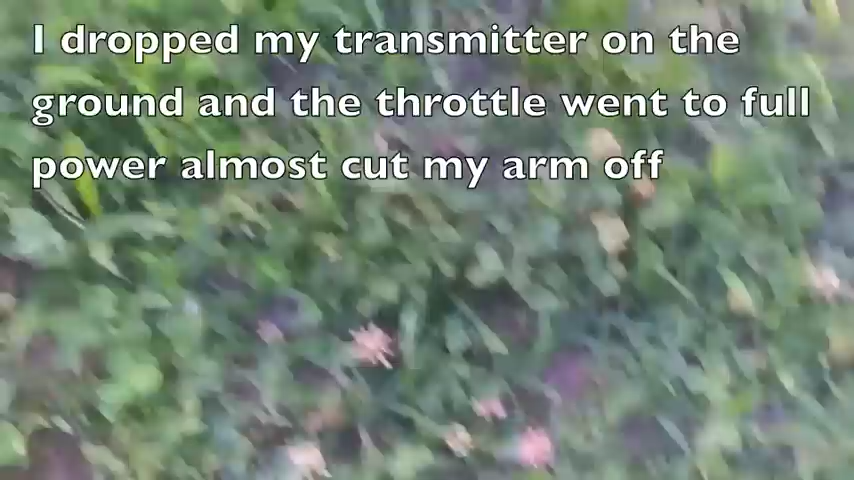 I dropped my transmitter on the
ground and the throttle went to full
power almost cut my arm off